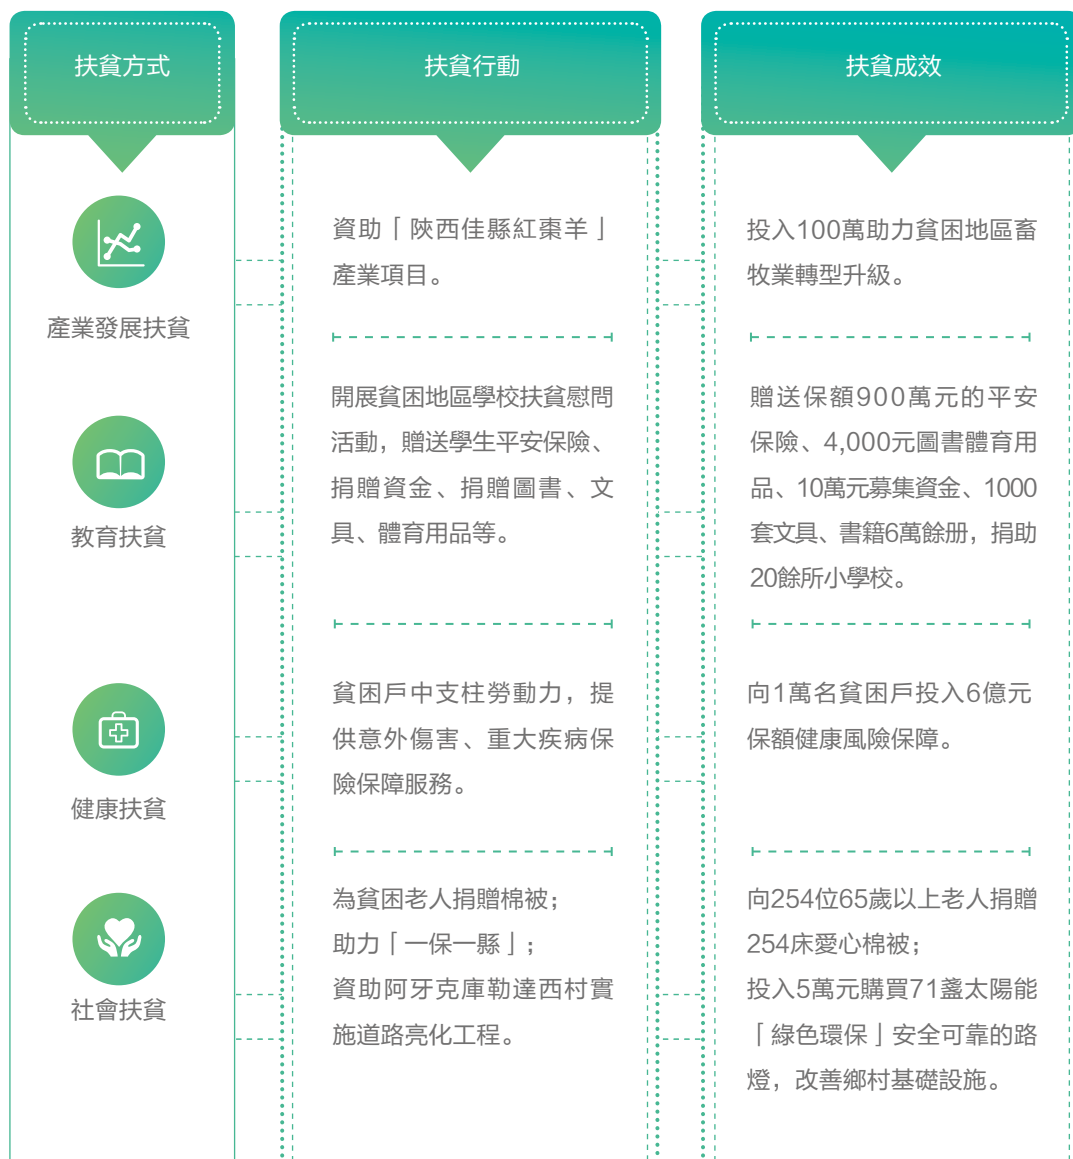 扶貧方式
扶貧行動
扶貧成效
產業發展扶貧
資助「陝西佳縣紅棗羊」
產業項目。
投入100萬助力貧困地區畜
牧業轉型升級。
教育扶貧
開展貧困地區學校扶貧慰問
活動，贈送學生平安保險、
捐贈資金、捐贈圖書、文
具、體育用品等。
贈送保額900萬元的平安
保險、4,000元圖書體育用
品、10萬元募集資金、1000
套文具、書籍6萬餘册，捐助
20餘所小學校。
健康扶貧
貧困戶中支柱勞動力，提
供意外傷害、重大疾病保
險保障服務。
向1萬名貧困戶投入6億元
保額健康風險保障。
社會扶貧
為貧困老人捐贈棉被；
助力「一保一縣」；
資助阿牙克庫勒達西村實
施道路亮化工程。
向254位65歲以上老人捐贈
254床愛心棉被；
投入5萬元購買71盞太陽能
「綠色環保」安全可靠的路
燈，改善鄉村基礎設施。